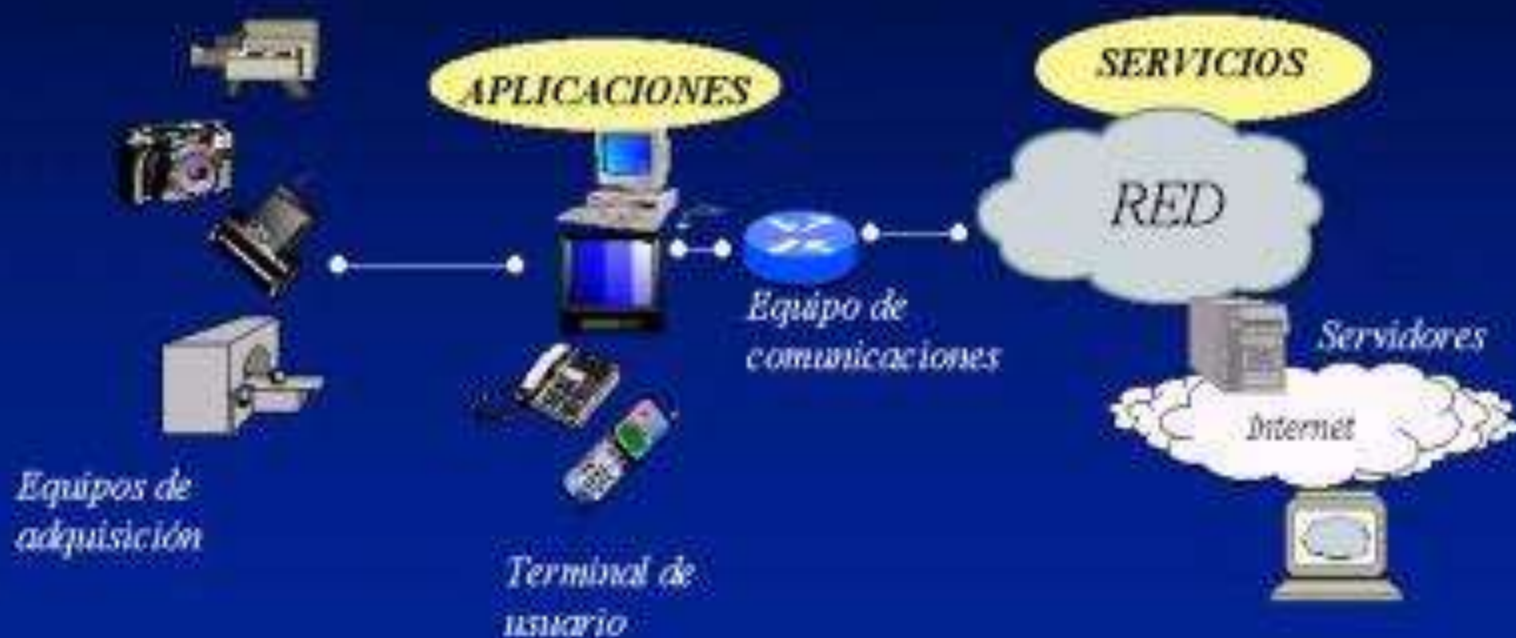 APLICACIONES
SERVICIOS
RED
Equipo de
comunicaciones
Servidores
Internet
Equipos de
adquisición
Terminal de
usuario